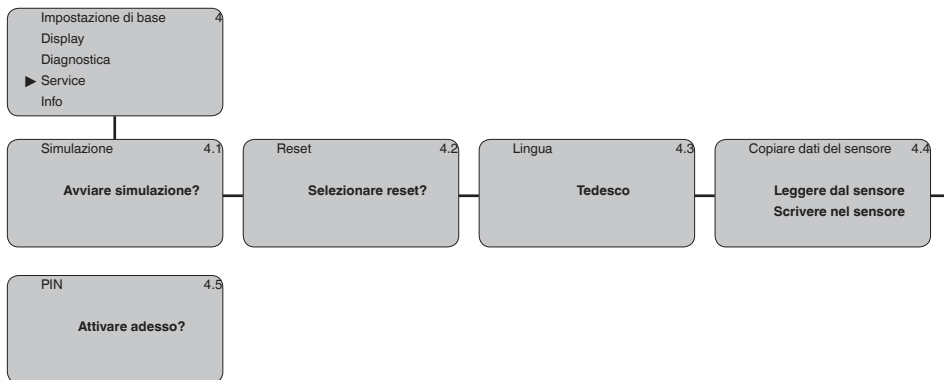 Impostazione di base 4
Display
Diagnostica
▶ Service
Info
Simulazione 4.1
Avviare simulazione?
Reset 4.2
Selezionare reset?
Lingua 4.3
Tedesco
Copiare dati del sensore 4.4
Leggere dal sensore
Scrivere nel sensore
PIN 4.5
Attivare adesso?